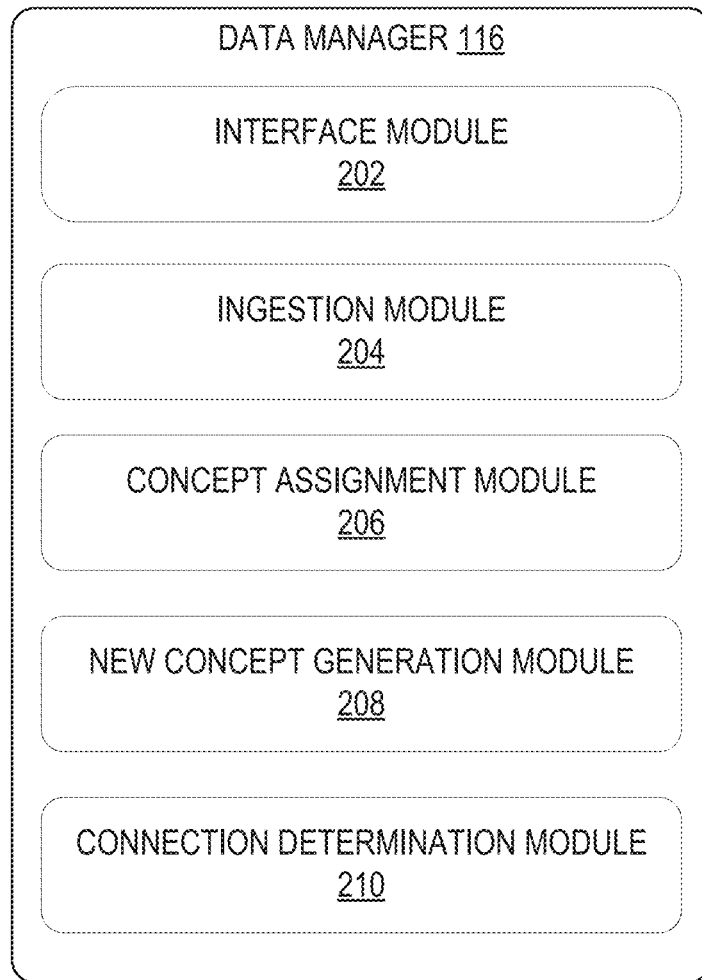 DATA MANAGER 116
INTERFACE MODULE
202
INGESTION MODULE
204
CONCEPT ASSIGNMENT MODULE
206
NEW CONCEPT GENERATION MODULE
208
CONNECTION DETERMINATION MODULE
210